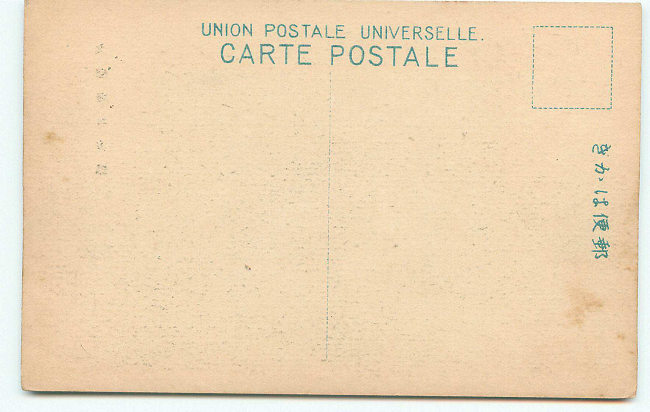 UNION POSTALE UNIVERSELLE.
CARTE POSTALE
きかは便郵